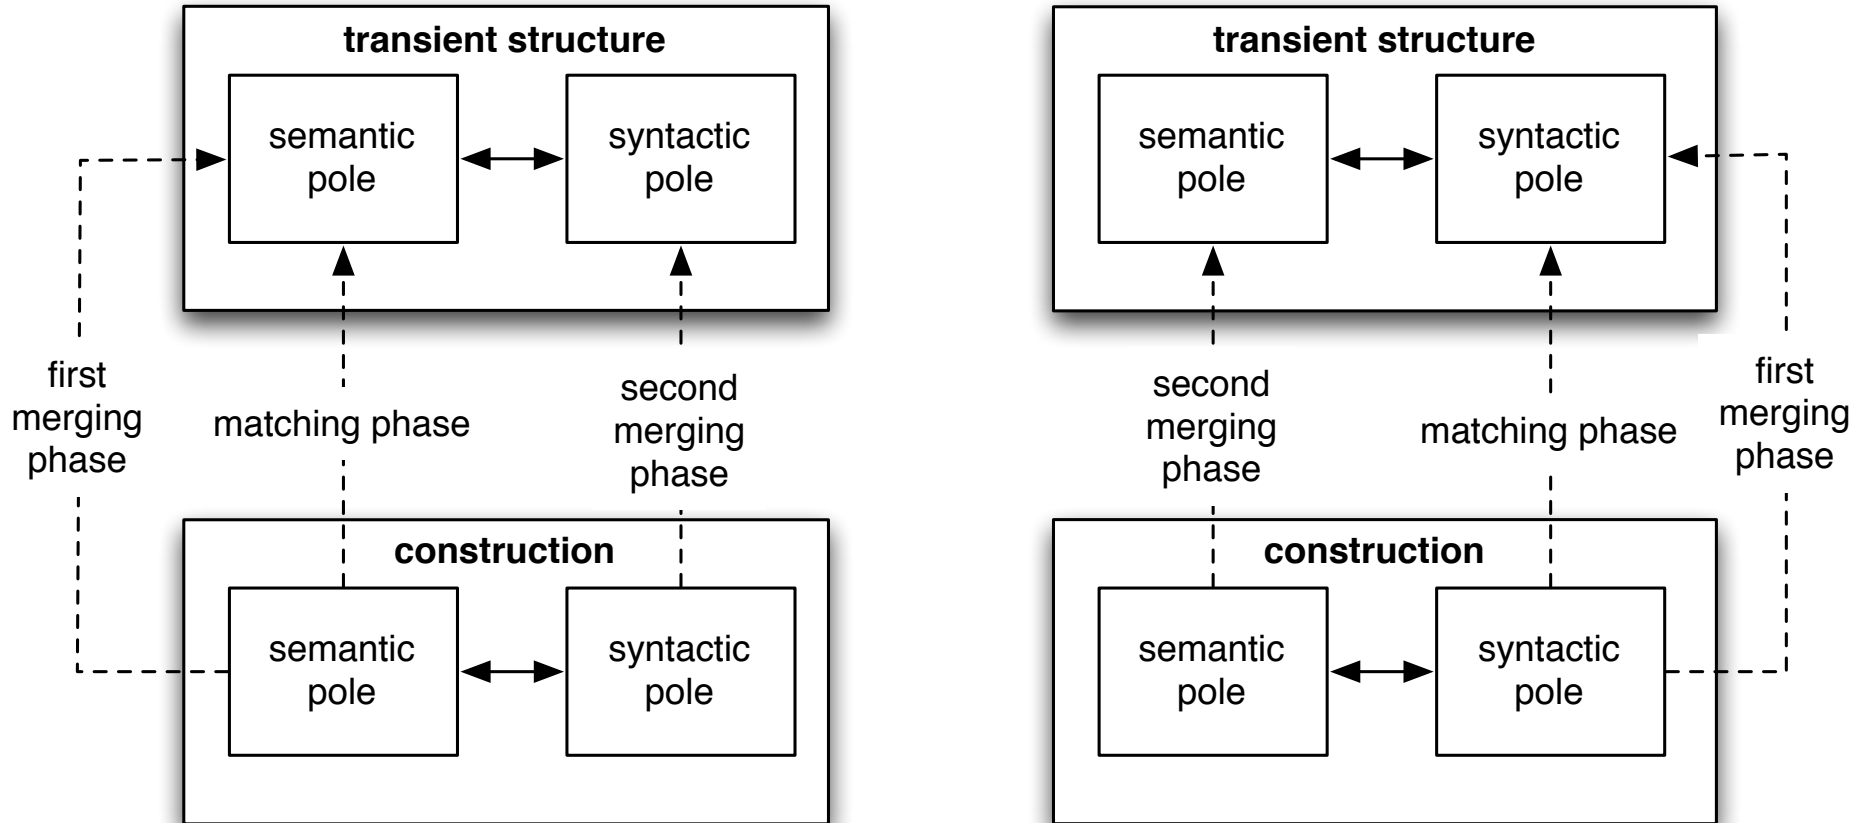 transient structure
semantic
pole
syntactic
pole
first
merging
phase
matching phase
second
merging
phase
construction
semantic
pole
syntactic
pole
transient structure
semantic
pole
syntactic
pole
second
merging
phase
matching phase
first
merging
phase
construction
semantic
pole
syntactic
pole